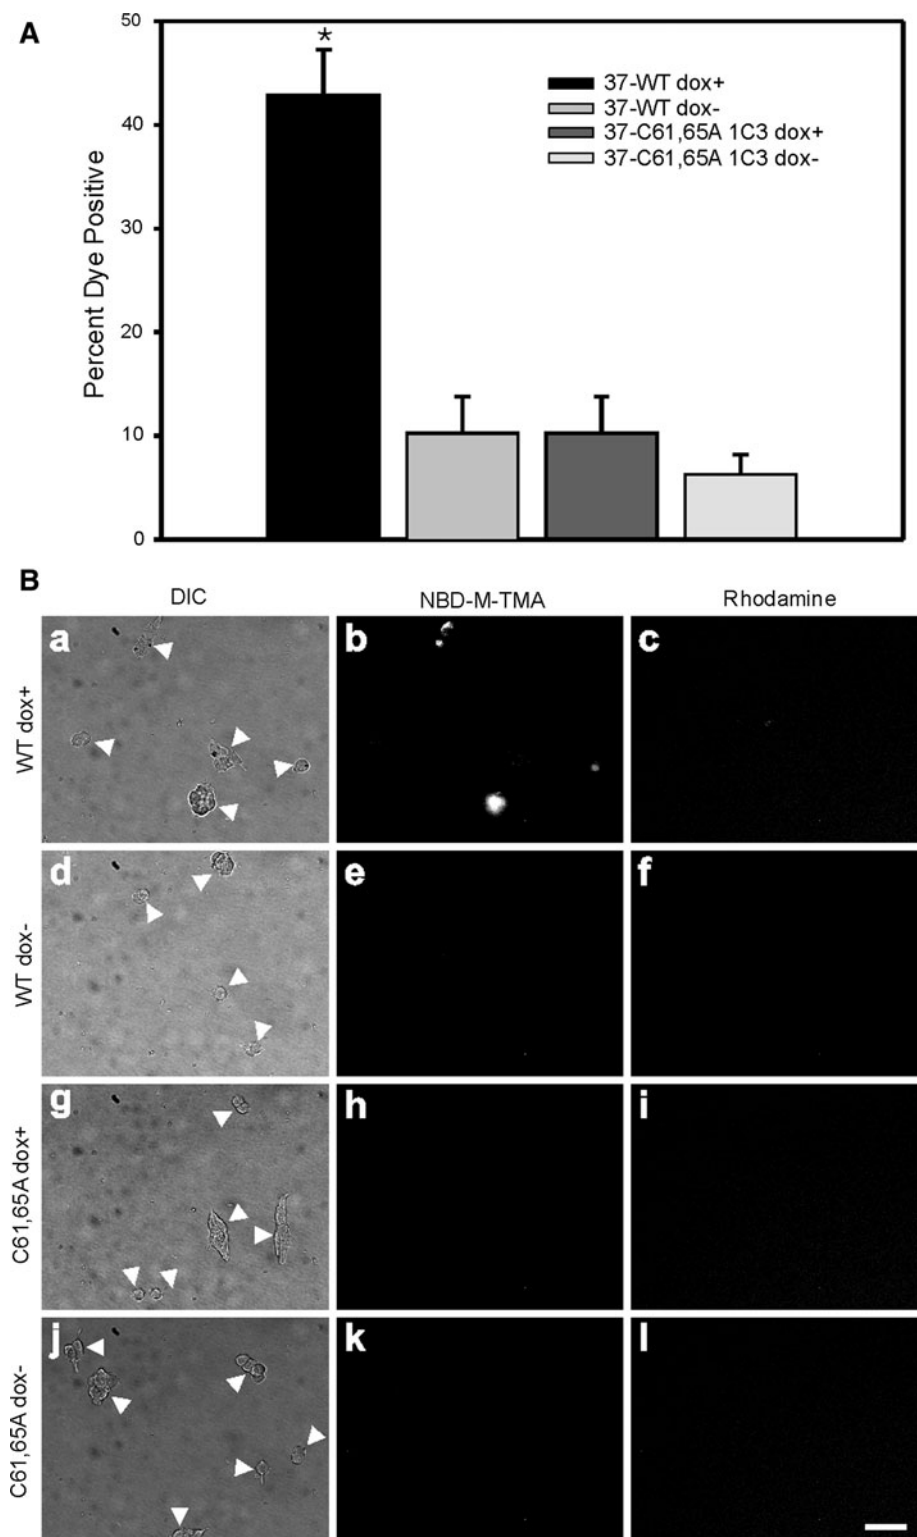 A
50
40
30
20
10
0
Percent Dye Positive
*
37-WT dox+
37-WT dox-
37-C61,65A 1C3 dox+
37-C61,65A 1C3 dox-
B
DIC
NBD-M-TMA
Rhodamine
WT dox+
a
b
c
WT dox-
d
e
f
C61,65A dox+
g
h
i
C61,65A dox-
j
k
l